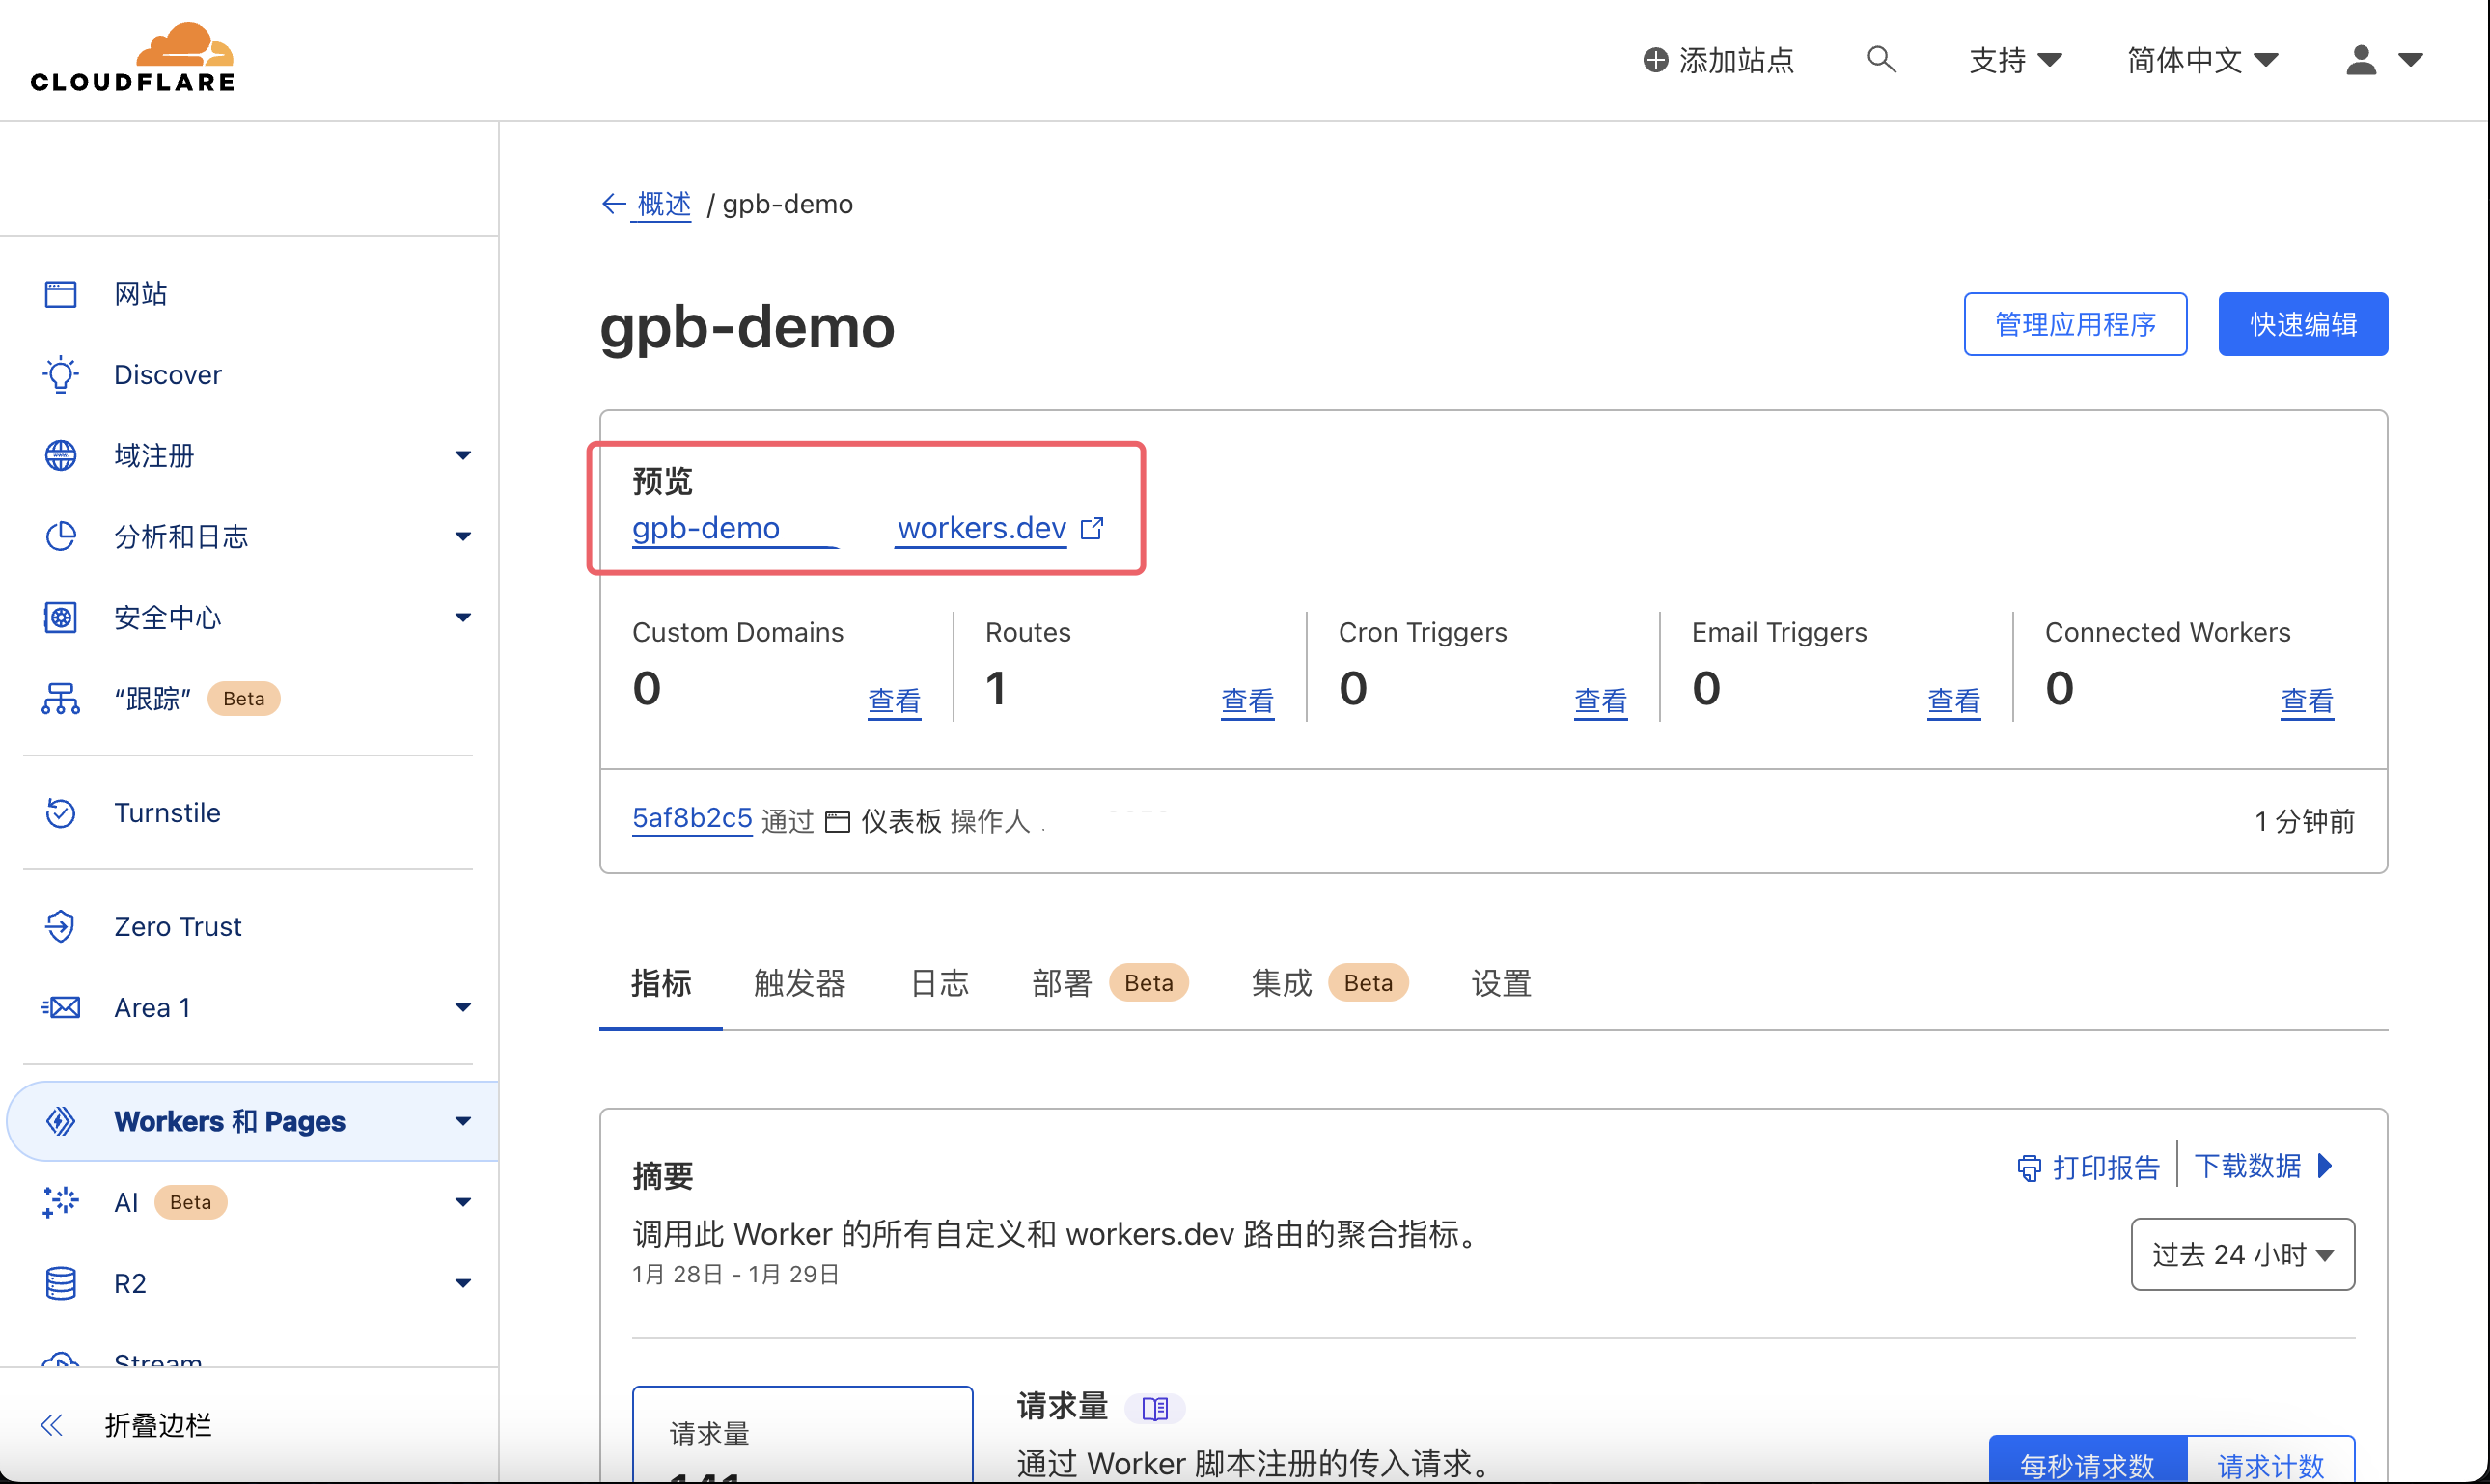 CLOUDFLARE
添加站点
支持
简体中文
概述 / gpb-demo
网站
Discover
域注册
分析和日志
安全中心
“跟踪” Beta
Turnstile
Zero Trust
Area 1
Workers 和 Pages
AI Beta
R2
Stream
折叠边栏
gpb-demo
管理应用程序
快速编辑
预览
gpb-demo workers.dev
Custom Domains
0
查看
Routes
1
查看
Cron Triggers
0
查看
Email Triggers
0
查看
Connected Workers
0
查看
5af8b2c5 通过 仪表板 操作人
1 分钟前
指标
触发器
日志
部署 Beta
集成 Beta
设置
摘要
打印报告
下载数据
调用此 Worker 的所有自定义和 workers.dev 路由的聚合指标。
1月 28日 - 1月 29日
过去 24 小时
请求量
141
请求量
通过 Worker 脚本注册的传入请求。
每秒请求数
请求计数